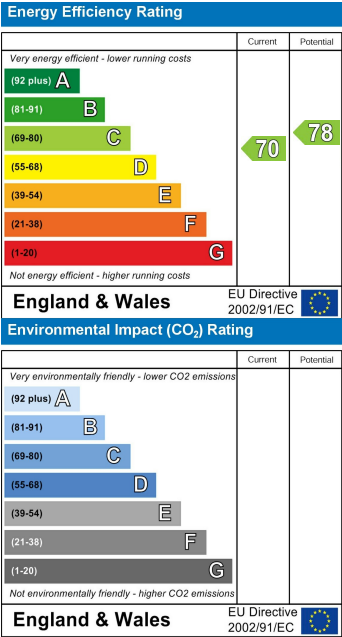 Energy Efficiency Rating
Current Potential
Very energy efficient - lower running costs
(92 plus) A
(81-91) B
(69-80) C
(55-68) D
(39-54) E
(21-38) F
(1-20) G
70 78
Not energy efficient - higher running costs
England & Wales
EU Directive
2002/91/EC
Environmental Impact (CO₂) Rating
Current Potential
Very environmentally friendly - lower CO2 emissions
(92 plus) A
(81-91) B
(69-80) C
(55-68) D
(39-54) E
(21-38) F
(1-20) G
Not environmentally friendly - higher CO2 emissions
England & Wales
EU Directive
2002/91/EC